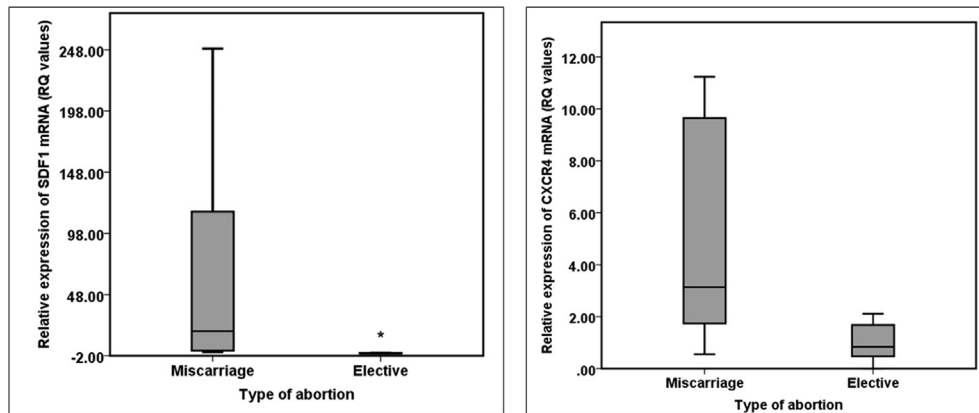 Relative expression of SDF1 mRNA (RQ values)
248.00
198.00
148.00
98.00
48.00
-2.00
*
Miscarriage
Elective
Type of abortion
Relative expression of CXCR4 mRNA (RQ values)
12.00
10.00
8.00
6.00
4.00
2.00
.00
Miscarriage
Elective
Type of abortion